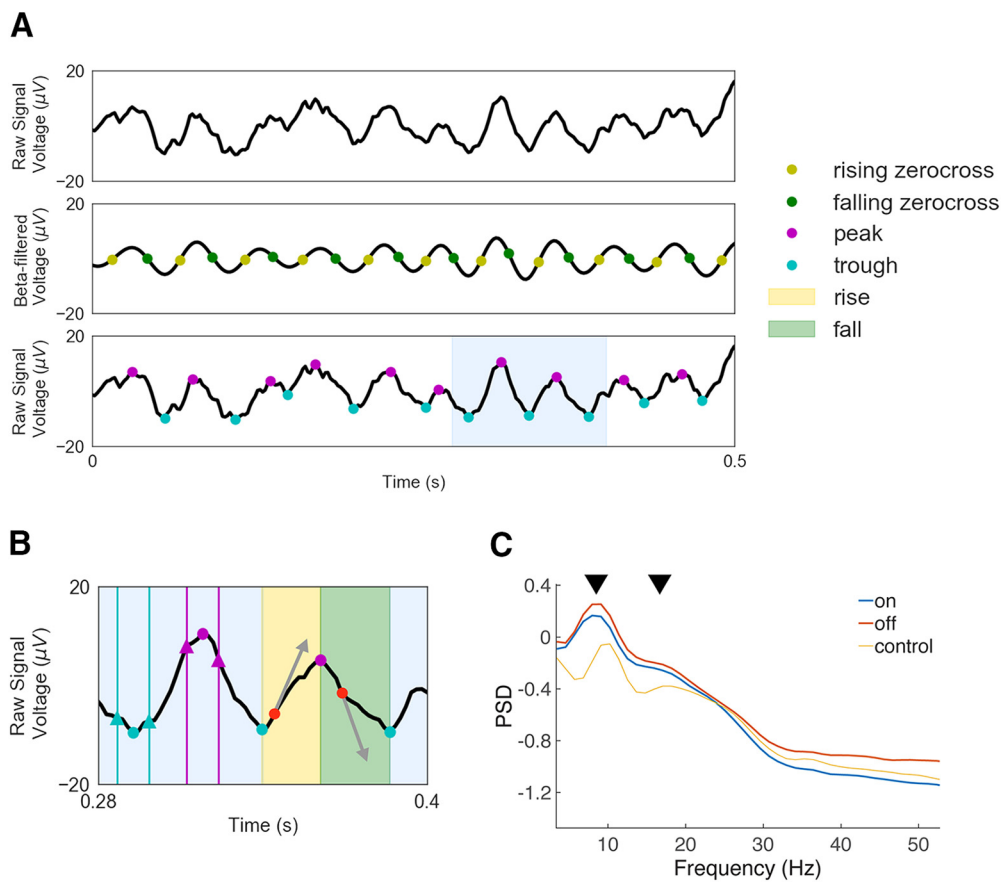 A
20
−20
Raw Signal
Voltage (µV)
Beta-filtered
Voltage (µV)
20
−20
Raw Signal
Voltage (µV)
20
−20
0
0.5
Time (s)
rising zerocross
falling zerocross
peak
trough
rise
fall
B
20
−20
Raw Signal
Voltage (µV)
0.28
0.4
Time (s)
C
0.4
0
-0.4
-0.8
-1.2
PSD
10
20
30
40
50
Frequency (Hz)
on
off
control